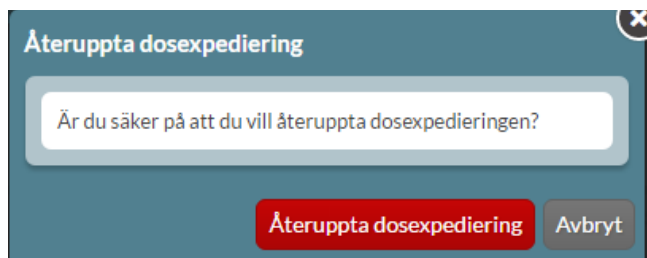 Återuppta dosexpediering
Är du säker på att du vill återuppta dosexpedieringen?
Återuppta dosexpediering Avbryt